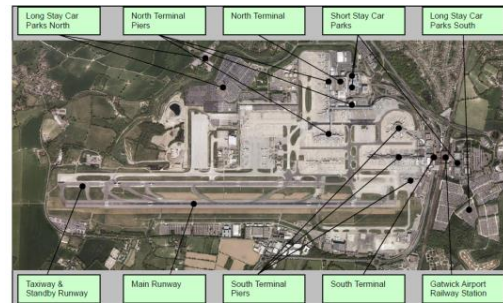 Long Stay Car
Parks North
North Terminal
Piers
North Terminal
Short Stay Car
Parks
Long Stay Car
Parks South
Taxiway &
Standby Runway
Main Runway
South Terminal
Piers
South Terminal
Gatwick Airport
Railway Station